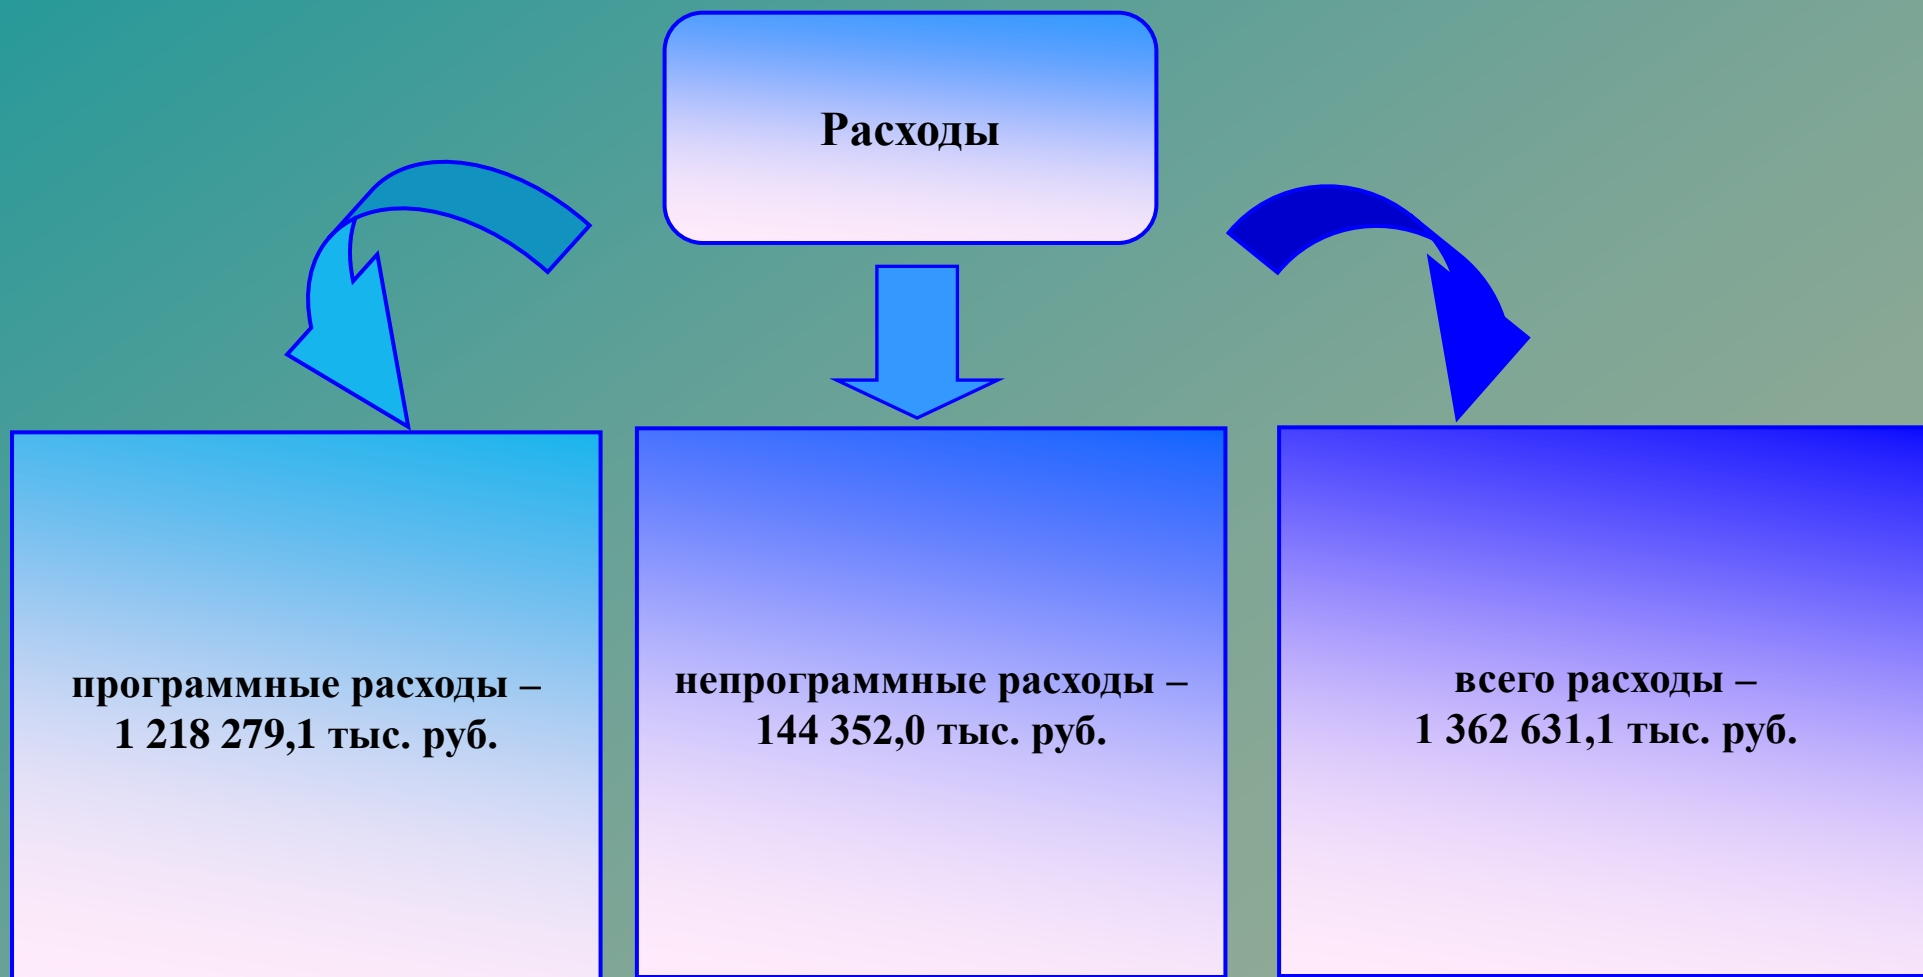 Расходы
программные расходы –
1 218 279,1 тыс. руб.
непрограммные расходы –
144 352,0 тыс. руб.
всего расходы –
1 362 631,1 тыс. руб.